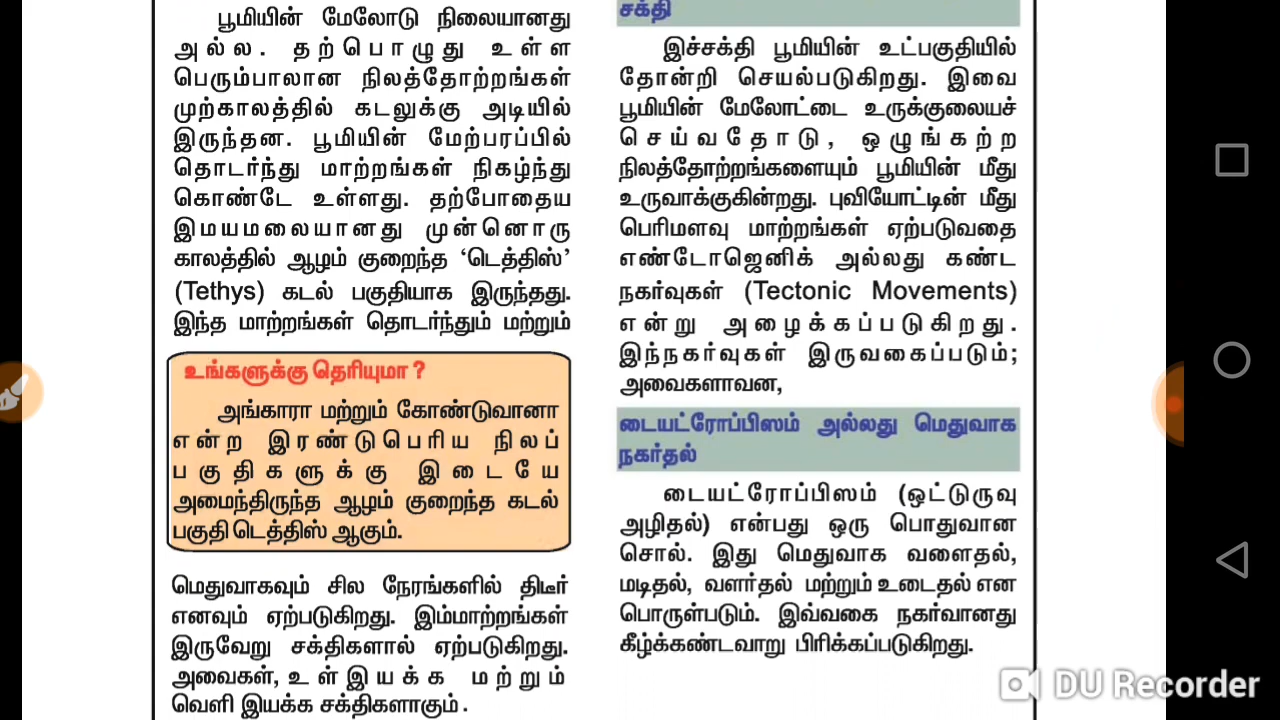 பூமியின் மேலோடு நிலையானது
அல்ல. தற்பொழுது உள்ள
பெரும்பாலான நிலத்தோற்றங்கள்
முற்காலத்தில் கடலுக்கு அடியில்
இருந்தன. பூமியின் மேற்பரப்பில்
தொடர்ந்து மாற்றங்கள் நிகழ்ந்து
கொண்டே உள்ளது. தற்போதைய
இமயமலையானது முன்னொரு
காலத்தில் ஆழம் குறைந்த ‘டெத்திஸ்’
(Tethys) கடல் பகுதியாக இருந்தது.
இந்த மாற்றங்கள் தொடர்ந்தும் மற்றும்
உங்களுக்கு தெரியுமா ?
அங்காரா மற்றும் கோண்டுவானா
என்ற இரண்டுபெரிய நிலப்
பகுதிகளுக்கு இடையே
அமைந்திருந்த ஆழம் குறைந்த கடல்
பகுதி டெத்திஸ் ஆகும்.
மெதுவாகவும் சில நேரங்களில் திடீர்
எனவும் ஏற்படுகிறது. இம்மாற்றங்கள்
இருவேறு சக்திகளால் ஏற்படுகிறது.
அவைகள், உள் இயக்க மற்றும்
வெளி இயக்க சக்திகளாகும் .
சக்தி
இச்சக்தி பூமியின் உட்பகுதியில்
தோன்றி செயல்படுகிறது. இவை
பூமியின் மேலோட்டை உருக்குலையச்
செய்வதோடு, ஒழுங்கற்ற
நிலத்தோற்றங்களையும் பூமியின் மீது
உருவாக்குகின்றது. புவியோட்டின் மீது
பெரிமளவு மாற்றங்கள் ஏற்படுவதை
எண்டோஜெனிக் அல்லது கண்ட
நகர்வுகள் (Tectonic Movements)
என்று அழைக்கப்படுகிறது.
இந்நகர்வுகள் இருவகைப்படும்;
அவைகளாவன,
டையட்ரோப்பிஸம் அல்லது மெதுவாக
நகர்தல்
டையட்ரோப்பிஸம் (ஒட்டுருவு
அழிதல்) என்பது ஒரு பொதுவான
சொல். இது மெதுவாக வளைதல்,
மடிதல், வளர்தல் மற்றும் உடைதல் என
பொருள்படும். இவ்வகை நகர்வானது
கீழ்க்கண்டவாறு பிரிக்கப்படுகிறது.
DU Recorder